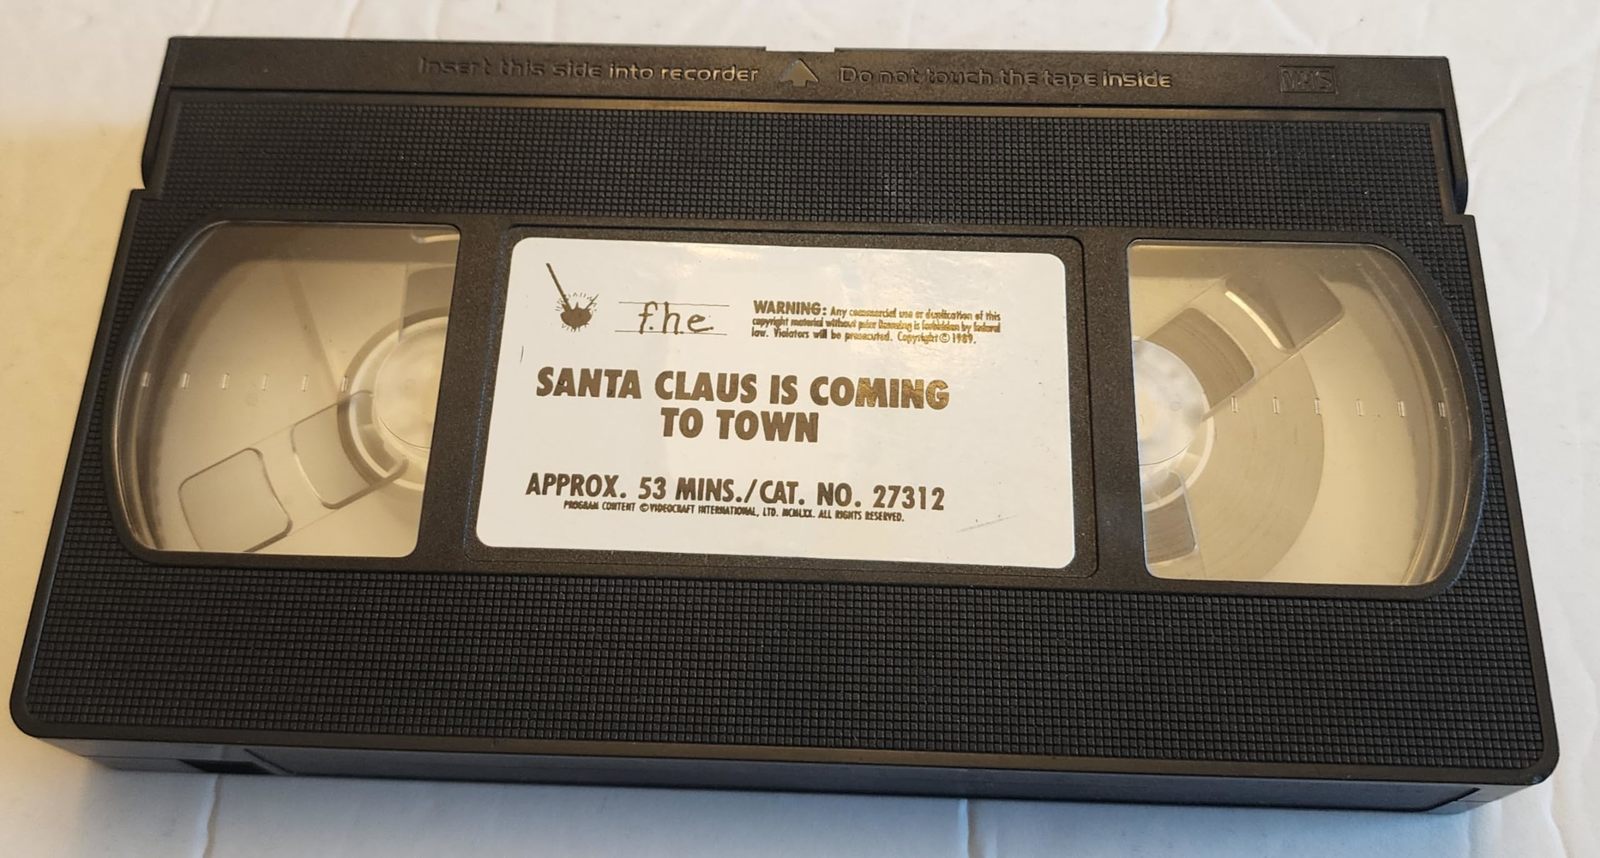 Insert this side into recorder Do not touch the tape inside VHS
f.h.e.
WARNING: Any commercial use or duplication of this
copyright material without prior licensing is forbidden by federal
law. Violators will be prosecuted. Copyright © 1989.
SANTA CLAUS IS COMING
TO TOWN
APPROX. 53 MINS./CAT. NO. 27312
PROGRAM CONTENT © VIDEOCRAFT INTERNATIONAL, LTD. MCMLXX. ALL RIGHTS RESERVED.